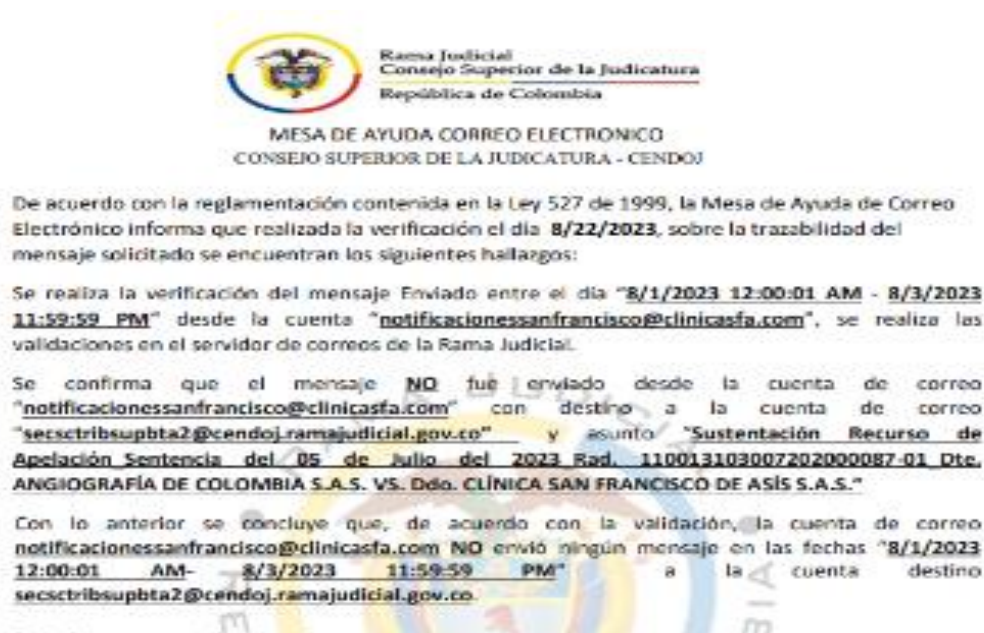 Rama Judicial
Consejo Superior de la Judicatura
República de Colombia
MESA DE AYUDA CORREO ELECTRONICO
CONSEJO SUPERIOR DE LA JUDICATURA - CENDOJ
De acuerdo con la reglamentación contenida en la Ley 527 de 1999, la Mesa de Ayuda de Correo
Electrónico informa que realizada la verificación el día 8/22/2023, sobre la trazabilidad del
mensaje solicitado se encuentran los siguientes hallazgos:
Se realiza la verificación del mensaje Enviado entre el día "8/1/2023 12:00:01 AM - 8/3/2023
11:59:59 PM" desde la cuenta "notificacionessanfrancisco@clinicasfa.com", se realiza las
validaciones en el servidor de correos de la Rama Judicial.
Se confirma que el mensaje NO fue enviado desde la cuenta de correo
"notificacionessanfrancisco@clinicasfa.com" con destino a la cuenta de correo
"secsctribsupbta2@cendoj.ramajudicial.gov.co" y asunto "Sustentación Recurso de
Apelación_Sentencia del 05 de Julio del 2023_Rad. 110013103007202000087-01_Dte.
ANGIOGRAFÍA DE COLOMBIA S.A.S. VS. Ddo. CLÍNICA SAN FRANCISCO DE ASÍS S.A.S."
Con lo anterior se concluye que, de acuerdo con la validación, la cuenta de correo
notificacionessanfrancisco@clinicasfa.com NO envió ningún mensaje en las fechas "8/1/2023
12:00:01 AM- 8/3/2023 11:59:59 PM" a la cuenta destino
secsctribsupbta2@cendoj.ramajudicial.gov.co.